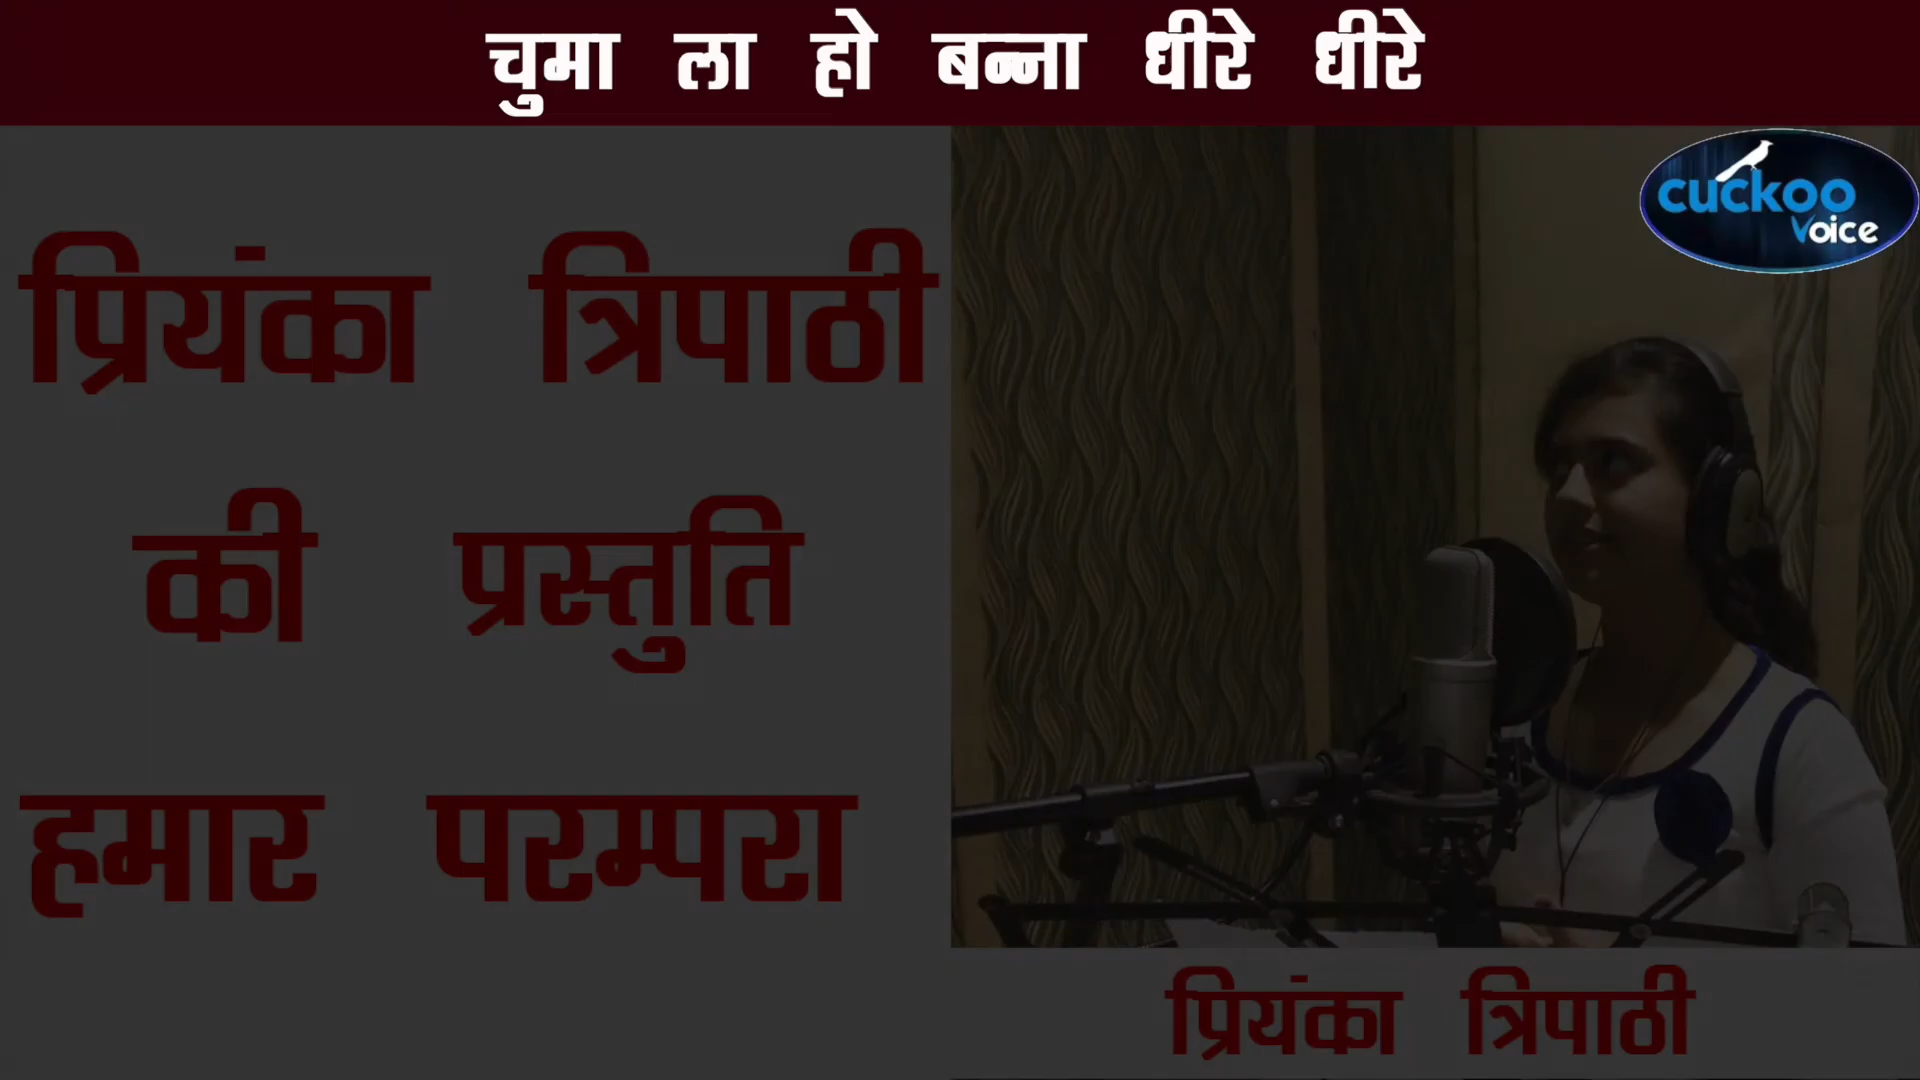 चुमा ला हो बन्ना धीरे धीरे
cuckoo
Voice
प्रियंका त्रिपाठी
की प्रस्तुति
हमार परम्परा
प्रियंका त्रिपाठी